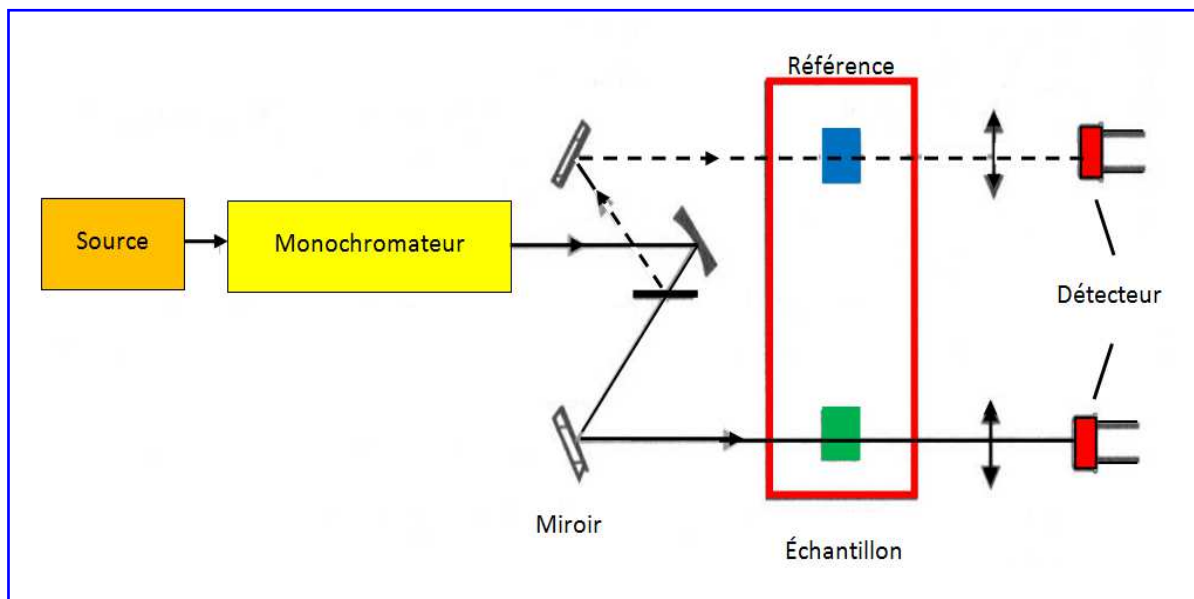 Référence
Source
Monochromateur
Détecteur
Miroir
Échantillon